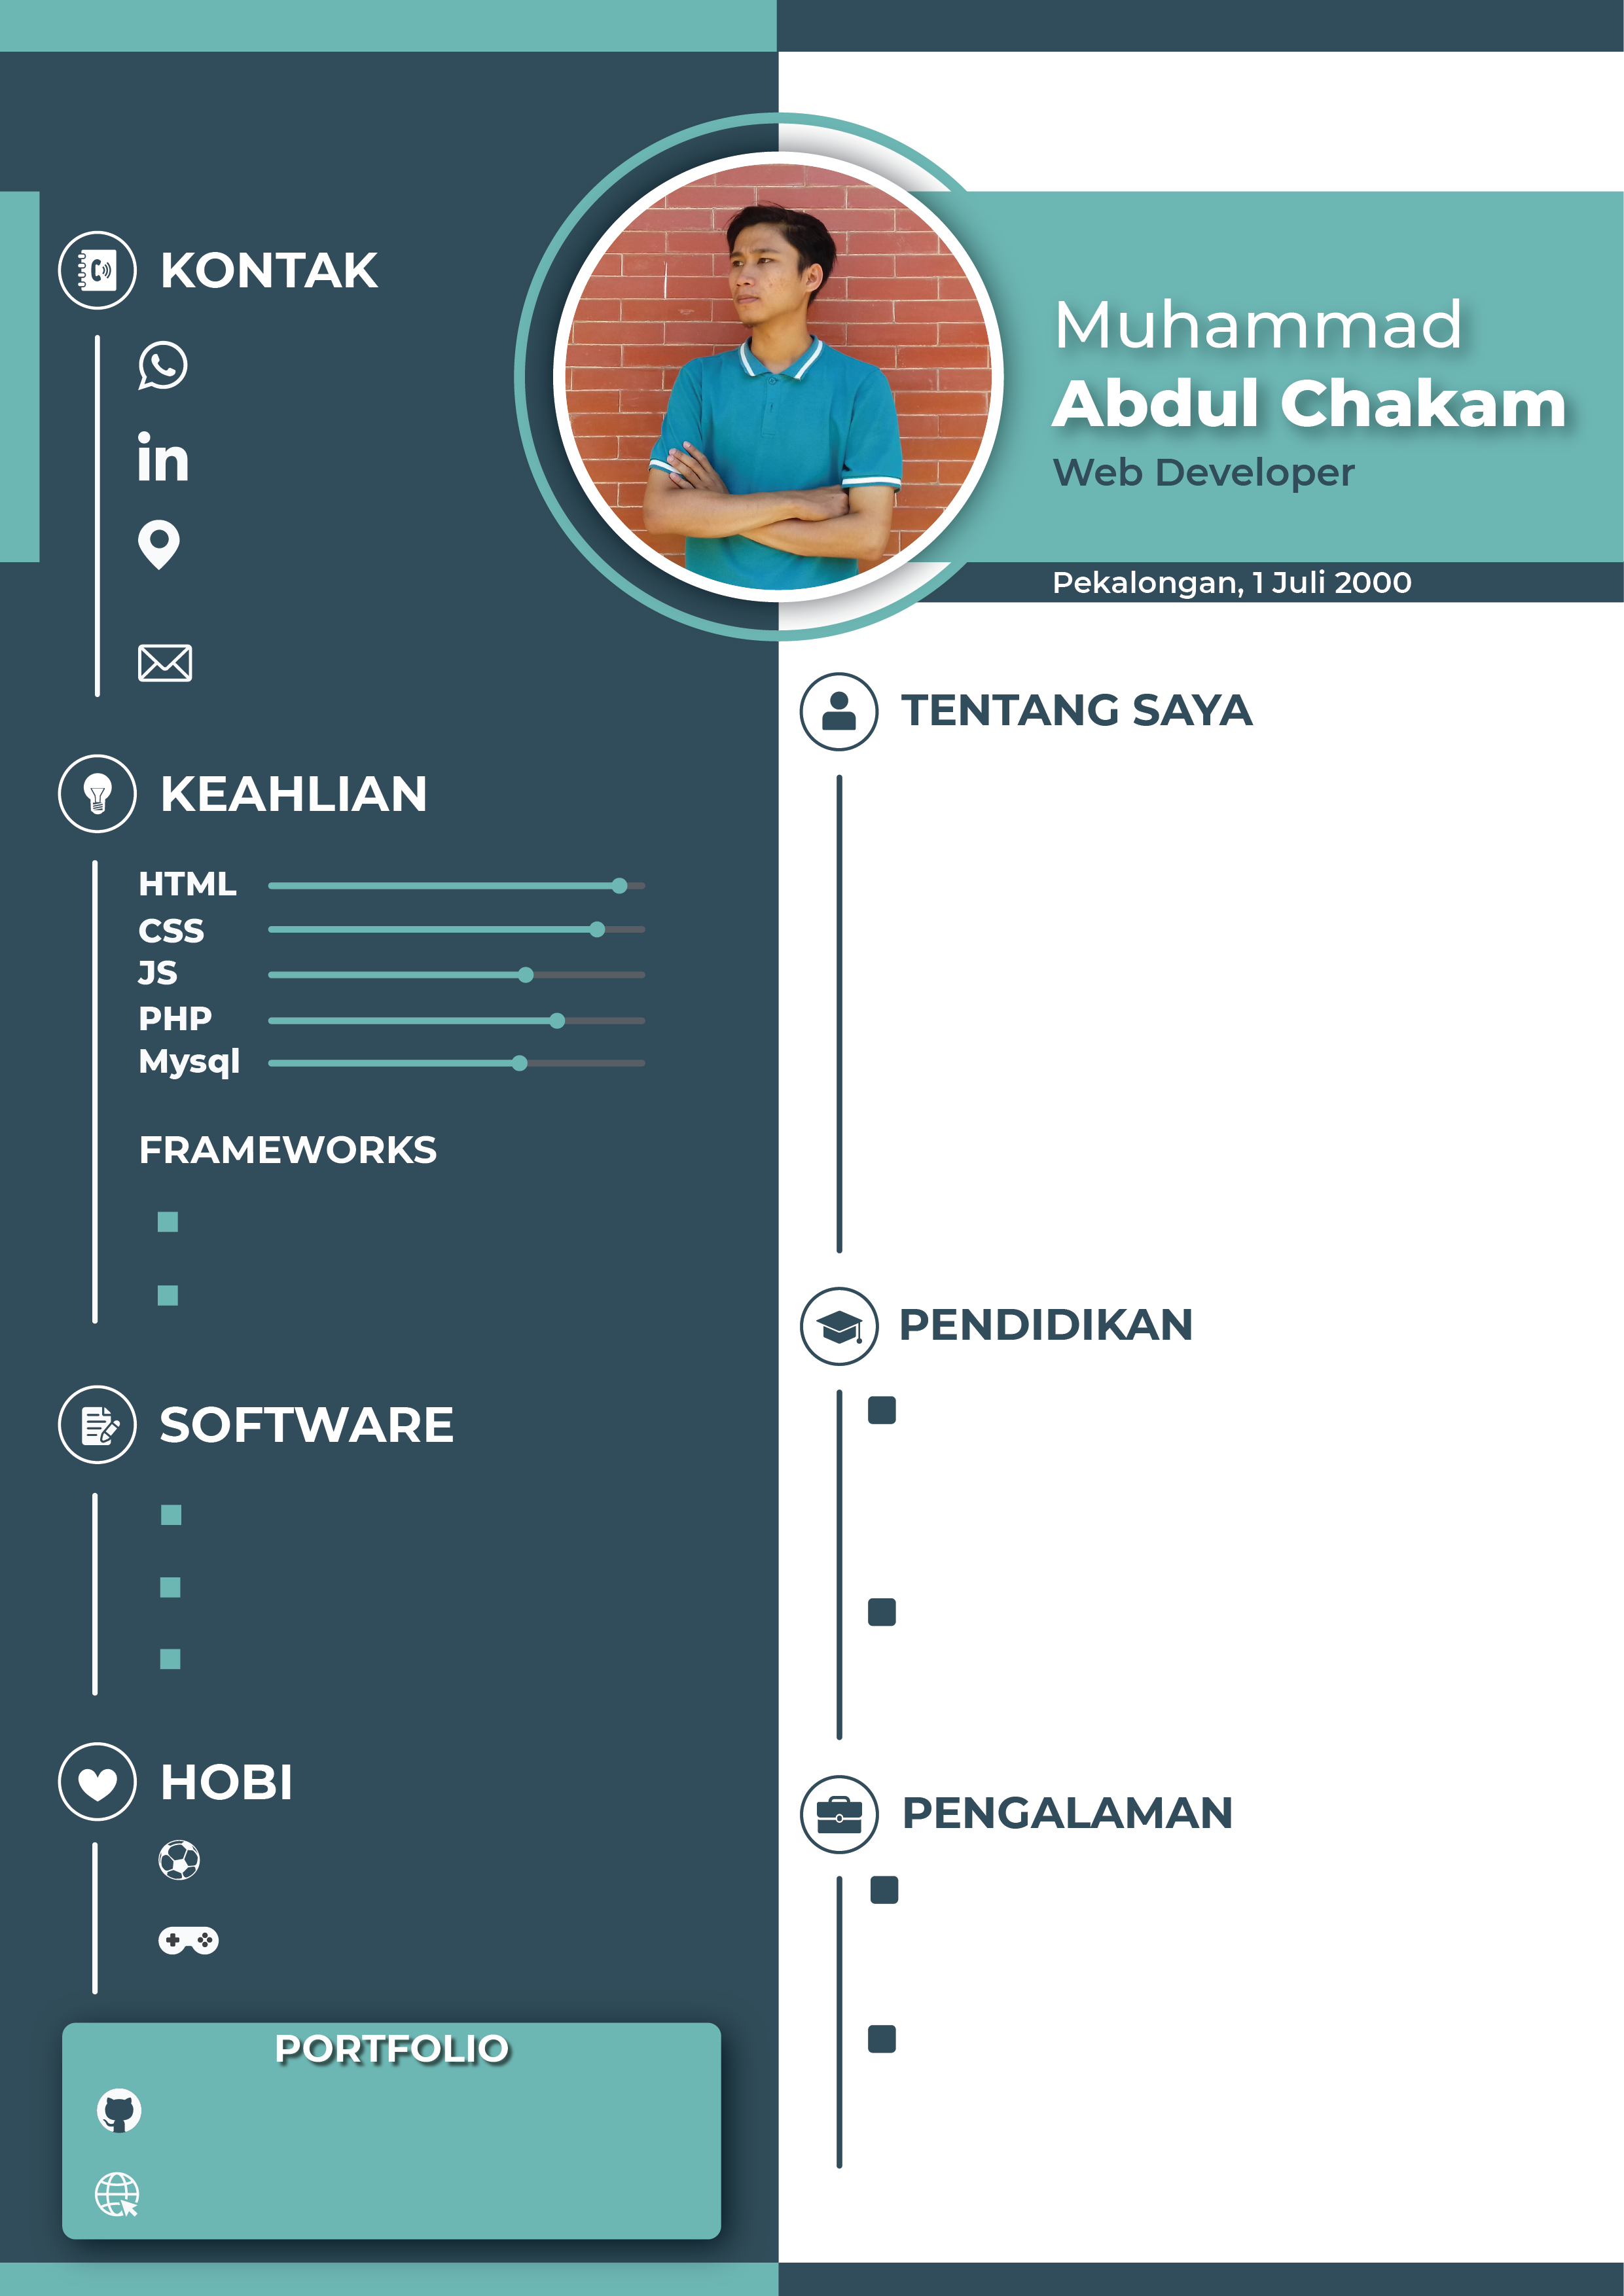 KONTAK
in
KEAHLIAN
HTML
CSS
JS
PHP
Mysql
FRAMEWORKS
SOFTWARE
HOBI
PORTFOLIO
Muhammad
Abdul Chakam
Web Developer
Pekalongan, 1 Juli 2000
TENTANG SAYA
PENDIDIKAN
PENGALAMAN